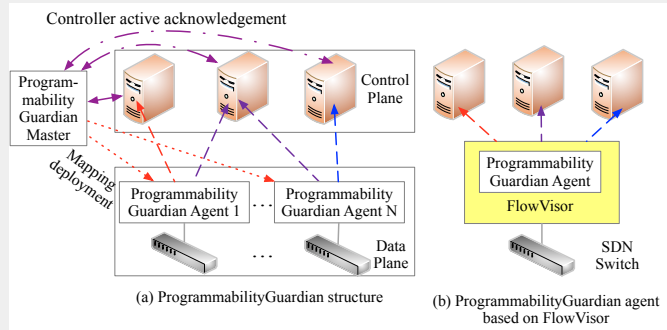 Controller active acknowledgement
Program-
mability
Guardian
Master
Control
Plane
Mapping
deployment
Programmability
Guardian Agent 1
...
Programmability
Guardian Agent N
...
Data
Plane
(a) ProgrammabilityGuardian structure
Programmability
Guardian Agent
FlowVisor
SDN
Switch
(b) ProgrammabilityGuardian agent
based on FlowVisor